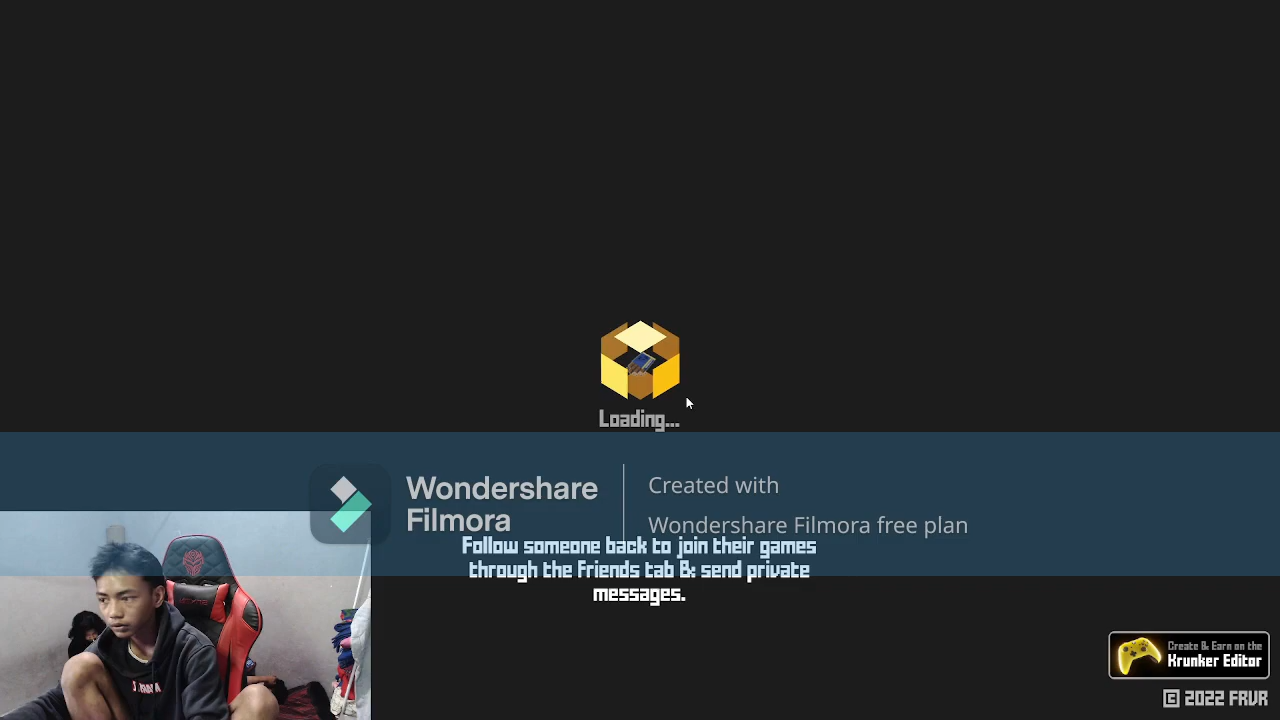 Loading...
Wondershare
Filmora
Created with
Wondershare Filmora free plan
Follow someone back to join their games
through the Friends tab & send private
messages.
Create & Earn on the
Krunker Editor
© 2022 FRVR